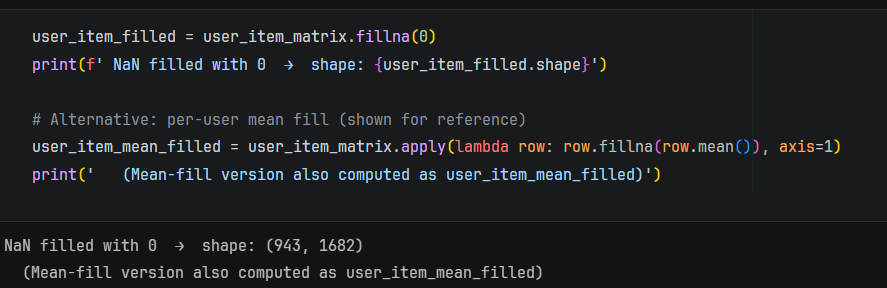 user_item_filled = user_item_matrix.fillna(0)
print(f' NaN filled with 0  →  shape: {user_item_filled.shape}')
# Alternative: per-user mean fill (shown for reference)
user_item_mean_filled = user_item_matrix.apply(lambda row: row.fillna(row.mean()), axis=1)
print('   (Mean-fill version also computed as user_item_mean_filled)')
NaN filled with 0  →  shape: (943, 1682)
  (Mean-fill version also computed as user_item_mean_filled)